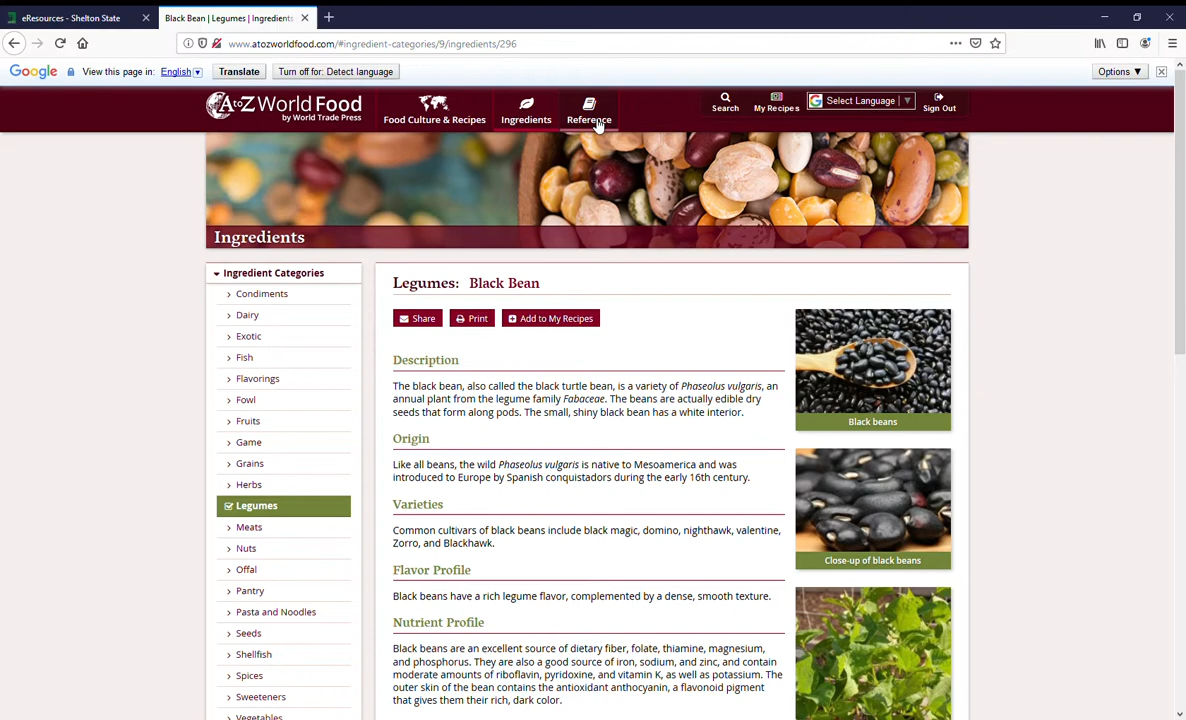 eResources - Shelton State
Black Bean | Legumes | Ingredients
www.atozworldfood.com/#ingredient-categories/9/ingredients/296
Google View this page in: English Translate Turn off for: Detect language Options ▼
AtoZ World Food
by World Trade Press
Food Culture & Recipes
Ingredients
Reference
Search
My Recipes
G Select Language ▼
Sign Out
Ingredients
Ingredient Categories
Condiments
Dairy
Exotic
Fish
Flavorings
Fowl
Fruits
Game
Grains
Herbs
Legumes
Meats
Nuts
Offal
Pantry
Pasta and Noodles
Seeds
Shellfish
Spices
Sweeteners
Vegetables
Legumes: Black Bean
Share Print Add to My Recipes
Description
The black bean, also called the black turtle bean, is a variety of Phaseolus vulgaris, an
annual plant from the legume family Fabaceae. The beans are actually edible dry
seeds that form along pods. The small, shiny black bean has a white interior.
Origin
Like all beans, the wild Phaseolus vulgaris is native to Mesoamerica and was
introduced to Europe by Spanish conquistadors during the early 16th century.
Varieties
Common cultivars of black beans include black magic, domino, nighthawk, valentine,
Zorro, and Blackhawk.
Flavor Profile
Black beans have a rich legume flavor, complemented by a dense, smooth texture.
Nutrient Profile
Black beans are an excellent source of dietary fiber, folate, thiamine, magnesium,
and phosphorus. They are also a good source of iron, sodium, and zinc, and contain
moderate amounts of riboflavin, pyridoxine, and vitamin K, as well as potassium. The
outer skin of the bean contains the antioxidant anthocyanin, a flavonoid pigment
that gives them their rich, dark color.
Black beans
Close-up of black beans